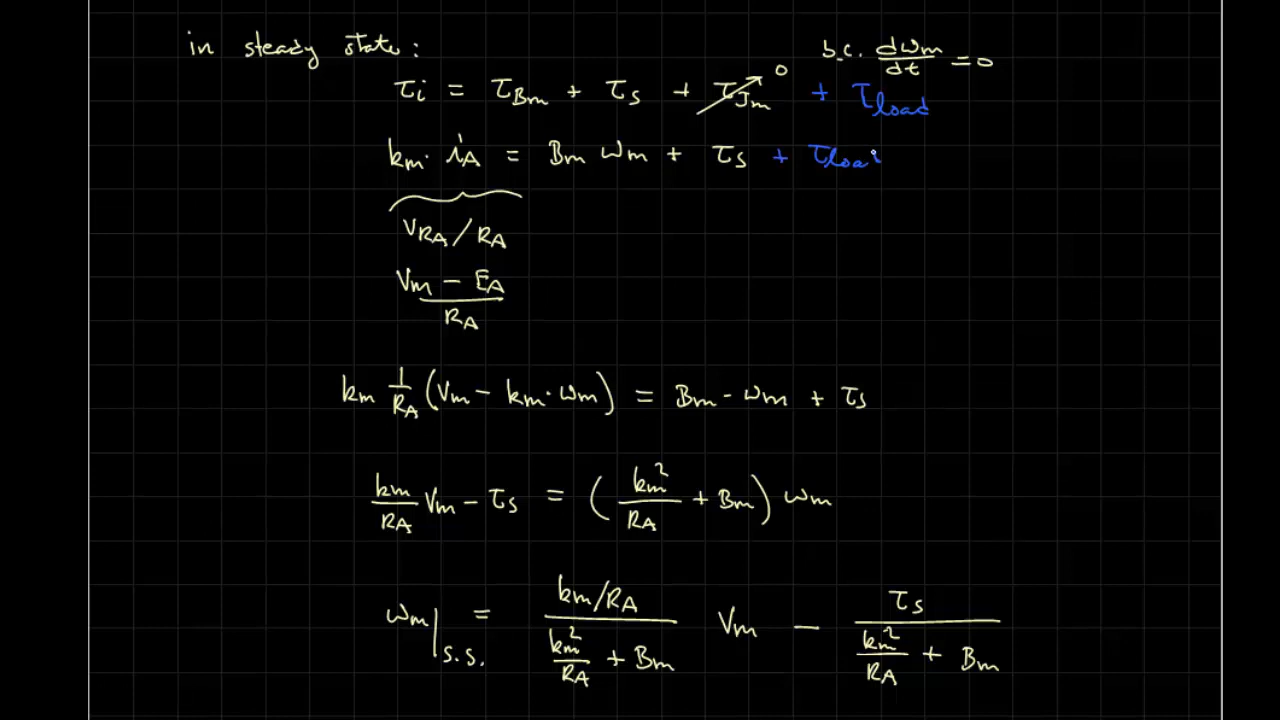 in steady state: b.c. dωm/dt = 0
τi = τBm + τs + τJm 0 + τload
km · iA = Bm ωm + τs + τloa
VRA / RA
Vm − EA
RA
km 1/RA (Vm − km · ωm) = Bm - ωm + τs
km/RA Vm − τs = (km²/RA + Bm) ωm
ωm|s.s. = (km/RA)/(km²/RA + Bm) Vm − τs/(km²/RA + Bm)